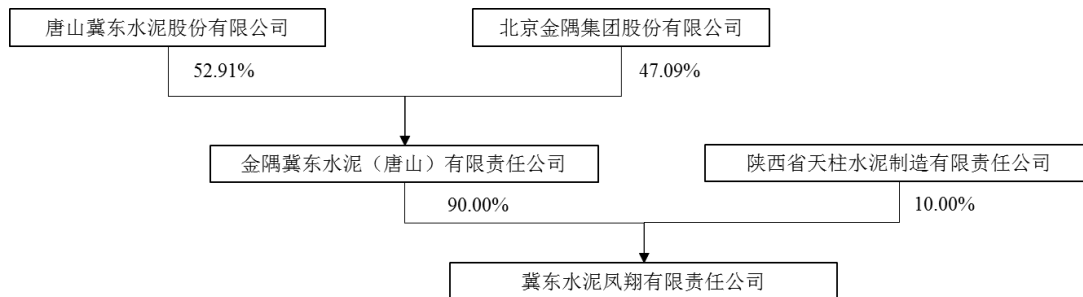 唐山冀东水泥股份有限公司
北京金隅集团股份有限公司
52.91%
47.09%
金隅冀东水泥（唐山）有限责任公司
陕西省天柱水泥制造有限责任公司
90.00%
10.00%
冀东水泥凤翔有限责任公司